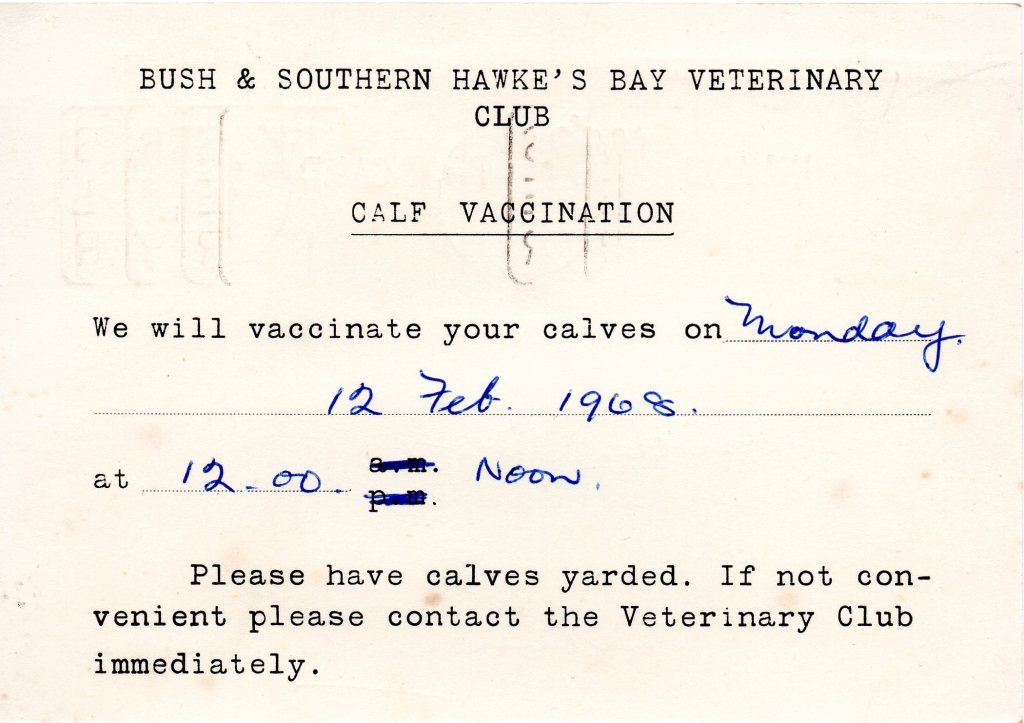 BUSH & SOUTHERN HAWKE'S BAY VETERINARY
CLUB
CALF VACCINATION
We will vaccinate your calves on Monday.
12 Feb. 1968.
at 12.00. a.m. Noon.
p.m.
Please have calves yarded. If not con-
venient please contact the Veterinary Club
immediately.